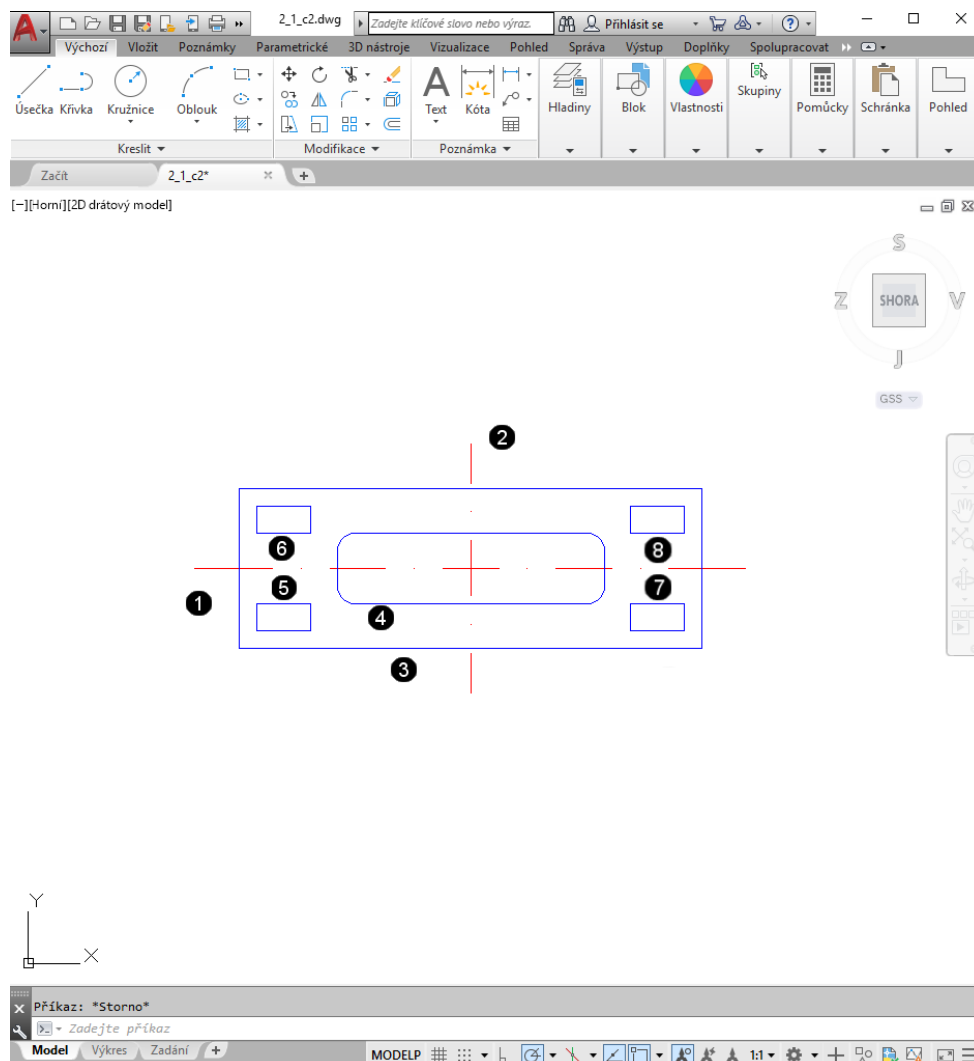 A 2_1_c2.dwg Zadejte klíčové slovo nebo výraz. Přihlásit se ?
Výchozí Vložit Poznámky Parametrické 3D nástroje Vizualizace Pohled Správa Výstup Doplňky Spolupracovat
Úsečka Křivka Kružnice Oblouk A Text Kóta Hladiny Blok Vlastnosti Skupiny Pomůcky Schránka Pohled
Kreslit Modifikace Poznámka
Začít 2_1_c2* +
[−][Horní][2D drátový model]
S
Z SHORA V
J
GSS
2
6 8
1 5 7
4
3
Y
X
Příkaz: *Storno*
Zadejte příkaz
Model Výkres Zadání + MODELP 1:1